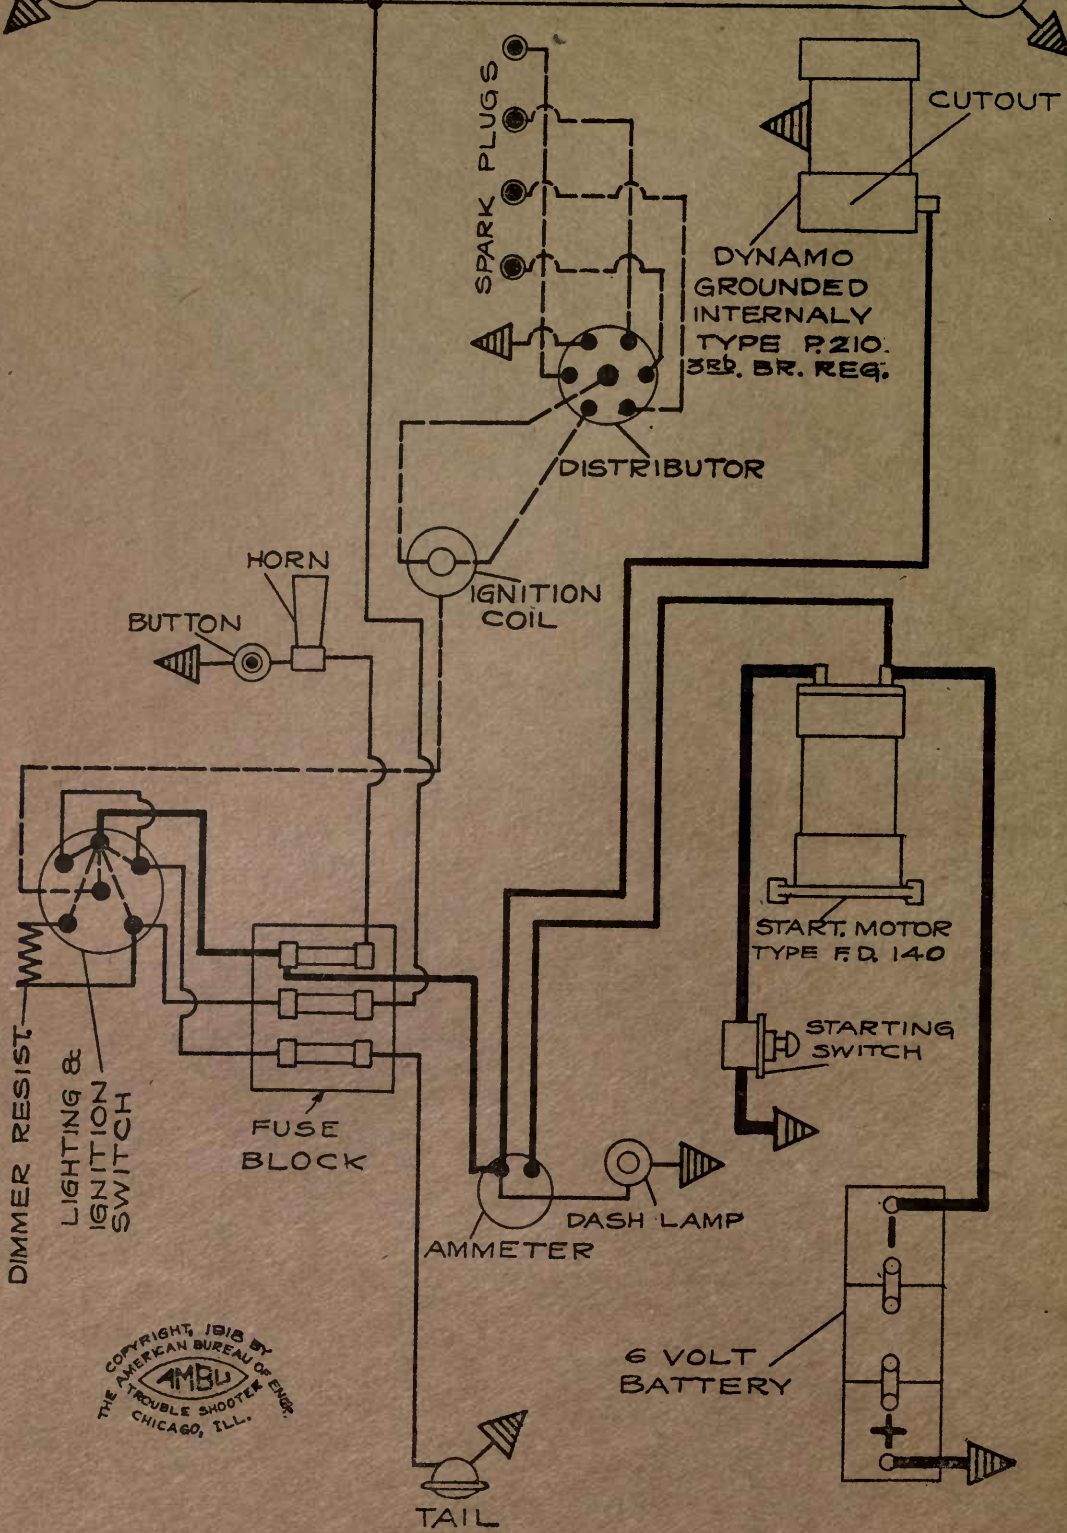 SPARK PLUGS
CUTOUT
DYNAMO
GROUNDED
INTERNALY
TYPE P.210.
3RD. BR. REG.
DISTRIBUTOR
HORN
IGNITION
COIL
BUTTON
START. MOTOR
TYPE F.D. 140
STARTING
SWITCH
DIMMER RESIST.
LIGHTING &
IGNITION
SWITCH
FUSE
BLOCK
DASH LAMP
AMMETER
6 VOLT
BATTERY
–
+
COPYRIGHT, 1918 BY
THE AMERICAN BUREAU OF ENGR.
AMBU
TROUBLE SHOOTER
CHICAGO, ILL.
TAIL